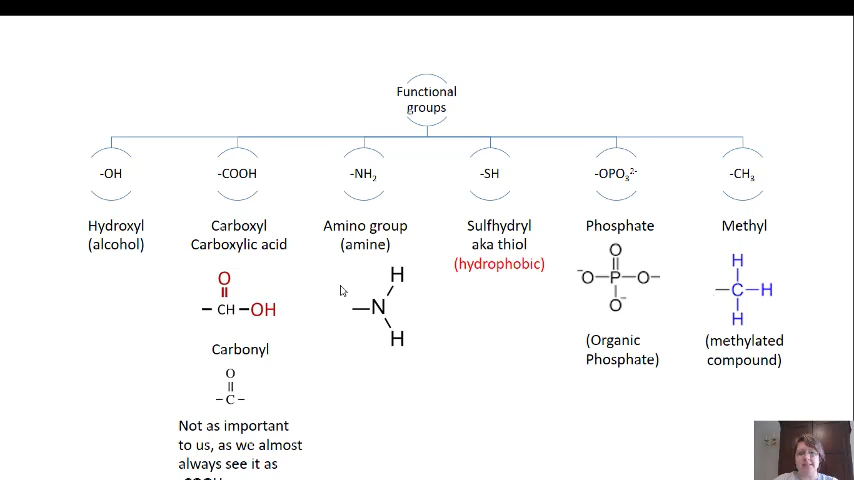 Functional
groups
-OH
-COOH
-NH₂
-SH
-OPO₃²⁻
-CH₃
Hydroxyl
(alcohol)
Carboxyl
Carboxylic acid
Amino group
(amine)
Sulfhydryl
aka thiol
(hydrophobic)
Phosphate
Methyl
O
CH OH
H
N
H
O
⁻O P O
O⁻
H
C H
H
Carbonyl
O
C
(Organic
Phosphate)
(methylated
compound)
Not as important
to us, as we almost
always see it as